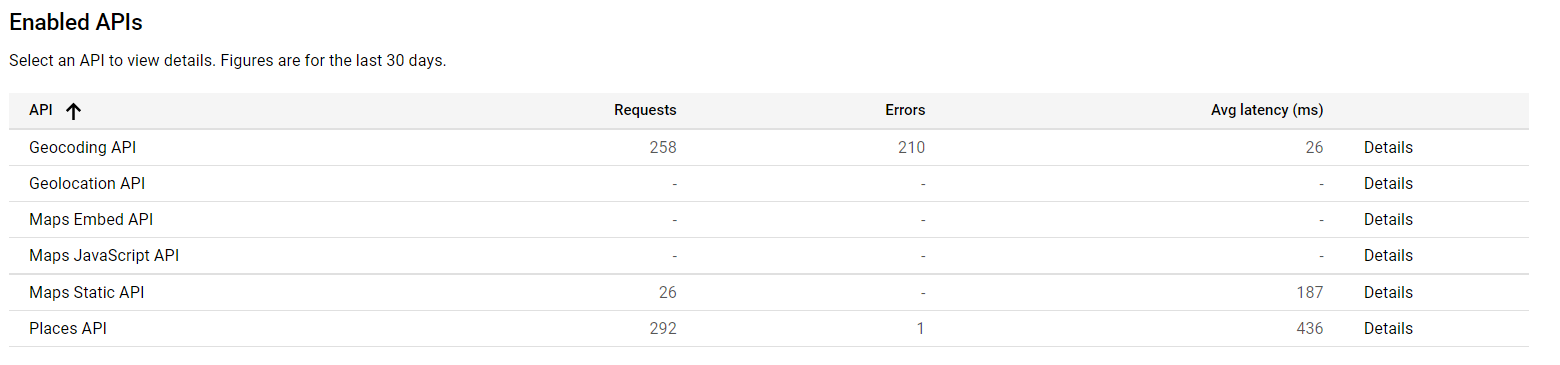 Enabled APIs
Select an API to view details. Figures are for the last 30 days.
API Requests Errors Avg latency (ms)
Geocoding API 258 210 26 Details
Geolocation API - - - Details
Maps Embed API - - - Details
Maps JavaScript API - - - Details
Maps Static API 26 - 187 Details
Places API 292 1 436 Details